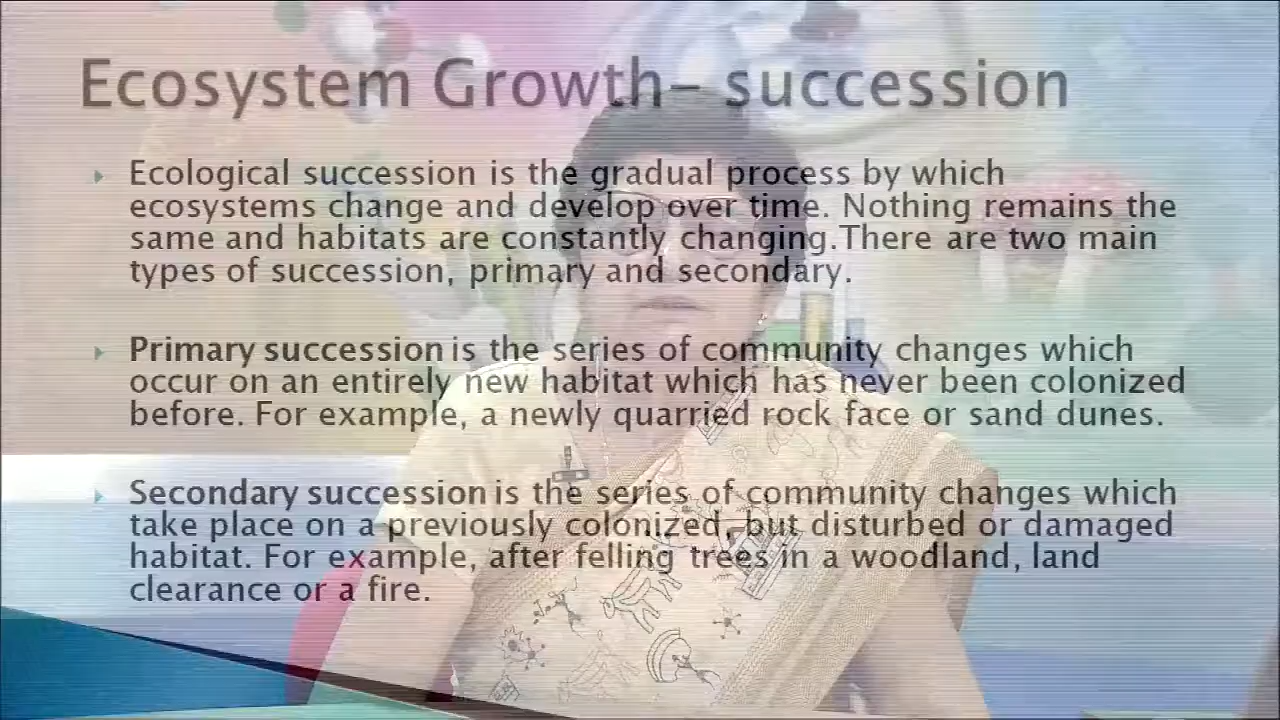 Ecosystem Growth- succession
Ecological succession is the gradual process by which
ecosystems change and develop over time. Nothing remains the
same and habitats are constantly changing.There are two main
types of succession, primary and secondary.
Primary succession is the series of community changes which
occur on an entirely new habitat which has never been colonized
before. For example, a newly quarried rock face or sand dunes.
Secondary succession is the series of community changes which
take place on a previously colonized, but disturbed or damaged
habitat. For example, after felling trees in a woodland, land
clearance or a fire.